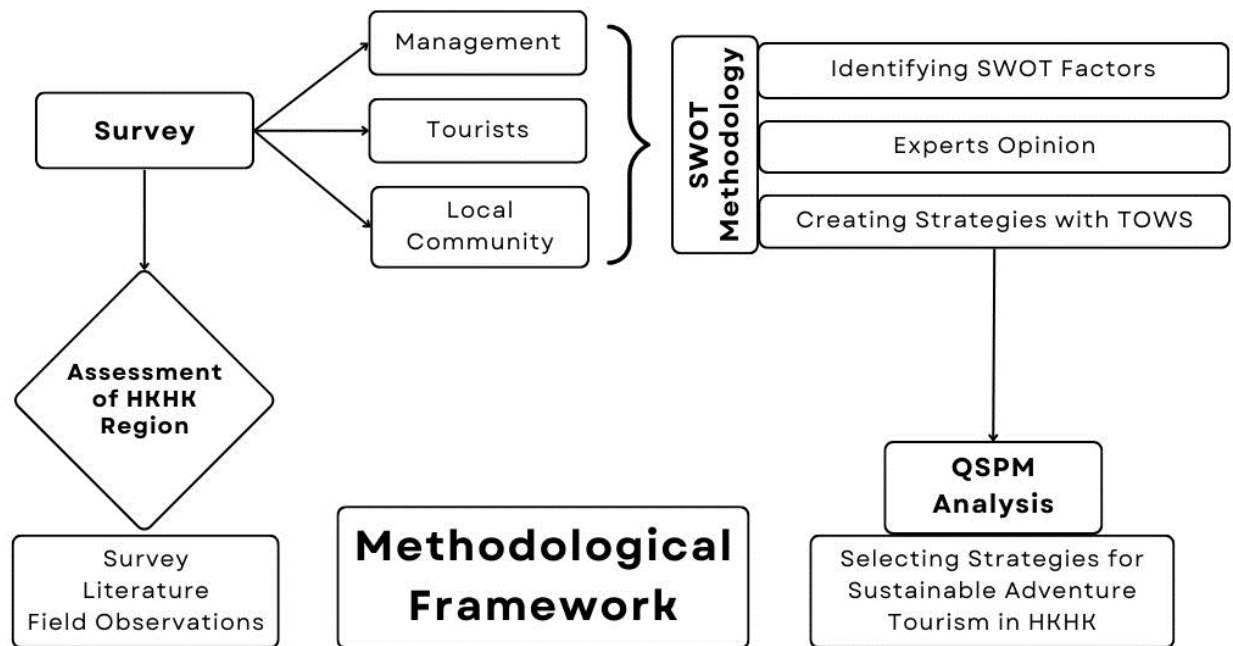 Survey
Management
Tourists
Local
Community
SWOT
Methodology
Identifying SWOT Factors
Experts Opinion
Creating Strategies with TOWS
Assessment
of HKHK
Region
Survey
Literature
Field Observations
Methodological
Framework
QSPM
Analysis
Selecting Strategies for
Sustainable Adventure
Tourism in HKHK